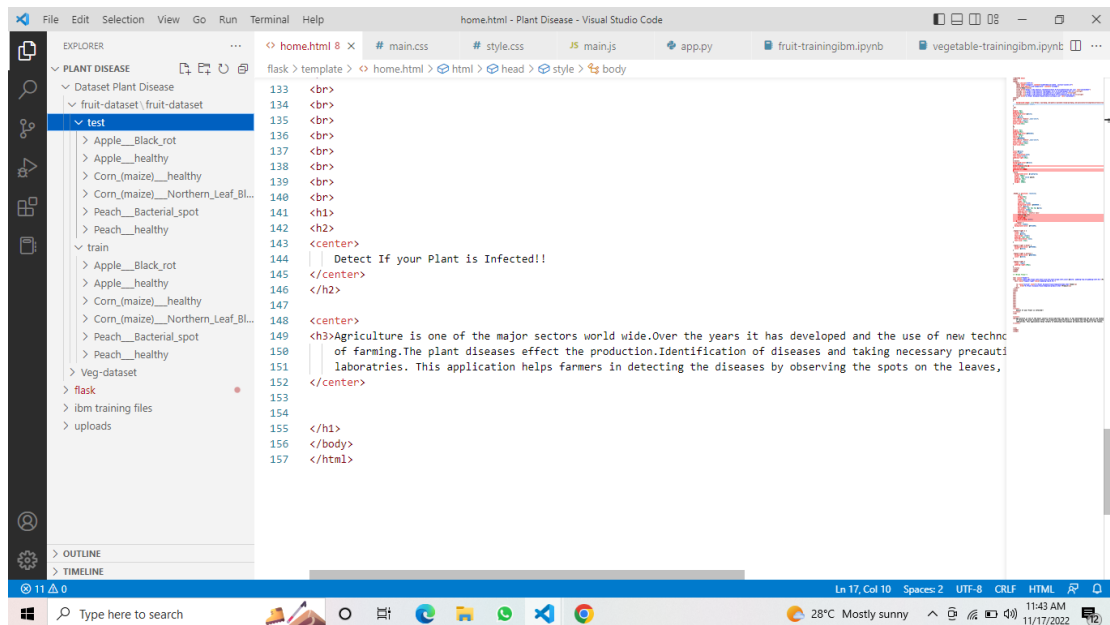 File Edit Selection View Go Run Terminal Help home.html - Plant Disease - Visual Studio Code
EXPLORER
home.html 8 # main.css # style.css JS main.js app.py fruit-trainingibm.ipynb vegetable-trainingibm.ipynb
PLANT DISEASE
flask > template > home.html > html > head > style > body
Dataset Plant Disease
fruit-dataset \ fruit-dataset
test
Apple___Black_rot
Apple___healthy
Corn_(maize)___healthy
Corn_(maize)___Northern_Leaf_Bl...
Peach___Bacterial_spot
Peach___healthy
train
Apple___Black_rot
Apple___healthy
Corn_(maize)___healthy
Corn_(maize)___Northern_Leaf_Bl...
Peach___Bacterial_spot
Peach___healthy
Veg-dataset
flask
ibm training files
uploads
OUTLINE
TIMELINE
133 <br>
134 <br>
135 <br>
136 <br>
137 <br>
138 <br>
139 <br>
140 <br>
141 <h1>
142 <h2>
143 <center>
144 Detect If your Plant is Infected!!
145 </center>
146 </h2>
147
148 <center>
149 <h3>Agriculture is one of the major sectors world wide.Over the years it has developed and the use of new techno
150 of farming.The plant diseases effect the production.Identification of diseases and taking necessary precauti
151 laboratries. This application helps farmers in detecting the diseases by observing the spots on the leaves,
152 </center>
153
154
155 </h1>
156 </body>
157 </html>
11 0 Ln 17, Col 10 Spaces: 2 UTF-8 CRLF HTML
Type here to search 28°C Mostly sunny 11:43 AM
11/17/2022 12